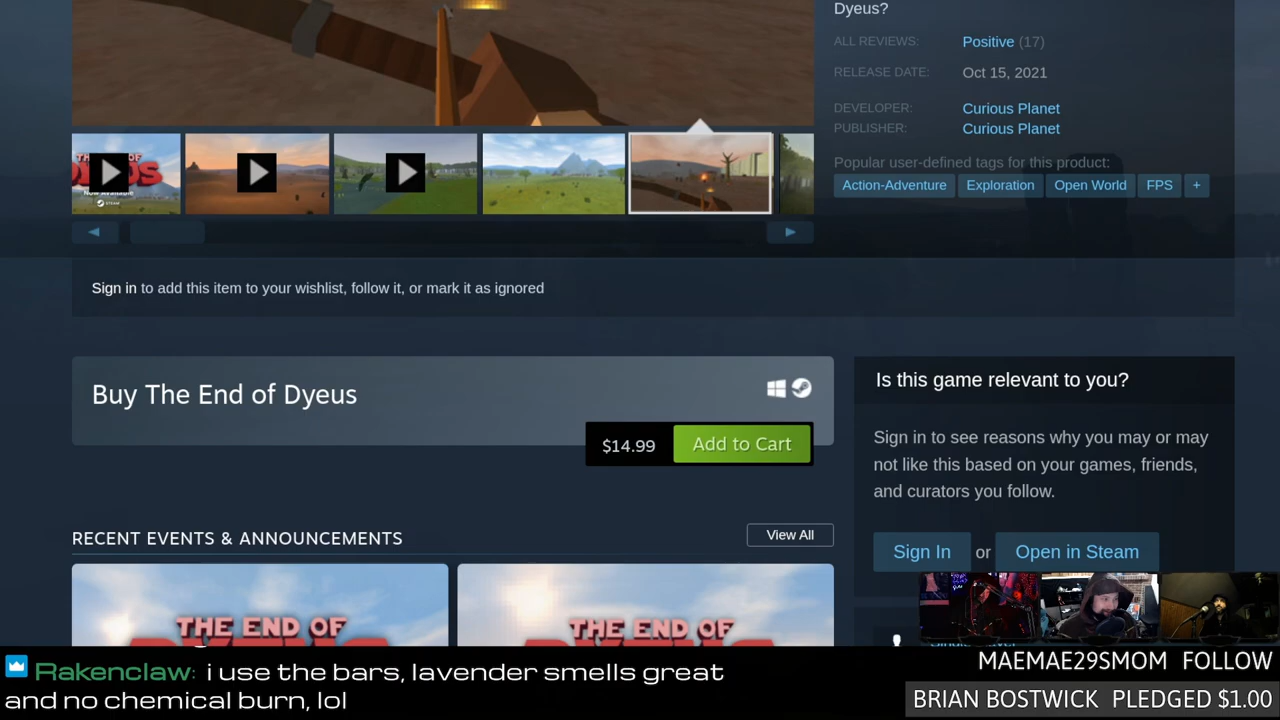 Dyeus?
ALL REVIEWS: Positive (17)
RELEASE DATE: Oct 15, 2021
DEVELOPER: Curious Planet
PUBLISHER: Curious Planet
Popular user-defined tags for this product:
Action-Adventure Exploration Open World FPS +
STEAM
Sign in to add this item to your wishlist, follow it, or mark it as ignored
Buy The End of Dyeus
$14.99 Add to Cart
Is this game relevant to you?
Sign in to see reasons why you may or may
not like this based on your games, friends,
and curators you follow.
Sign In or Open in Steam
RECENT EVENTS & ANNOUNCEMENTS View All
THE END OF
THE END OF
Rakenclaw: i use the bars, lavender smells great
and no chemical burn, lol
MAEMAE29SMOM FOLLOW
BRIAN BOSTWICK PLEDGED $1.00